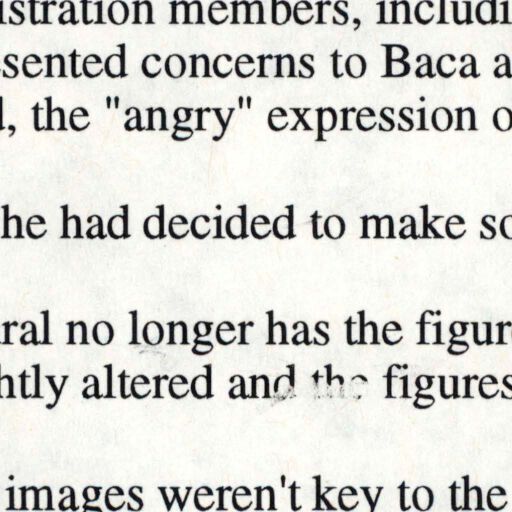 istration members, includi
sented concerns to Baca a
, the "angry" expression o
he had decided to make so
ral no longer has the figur
htly altered and the figures
images weren't key to the